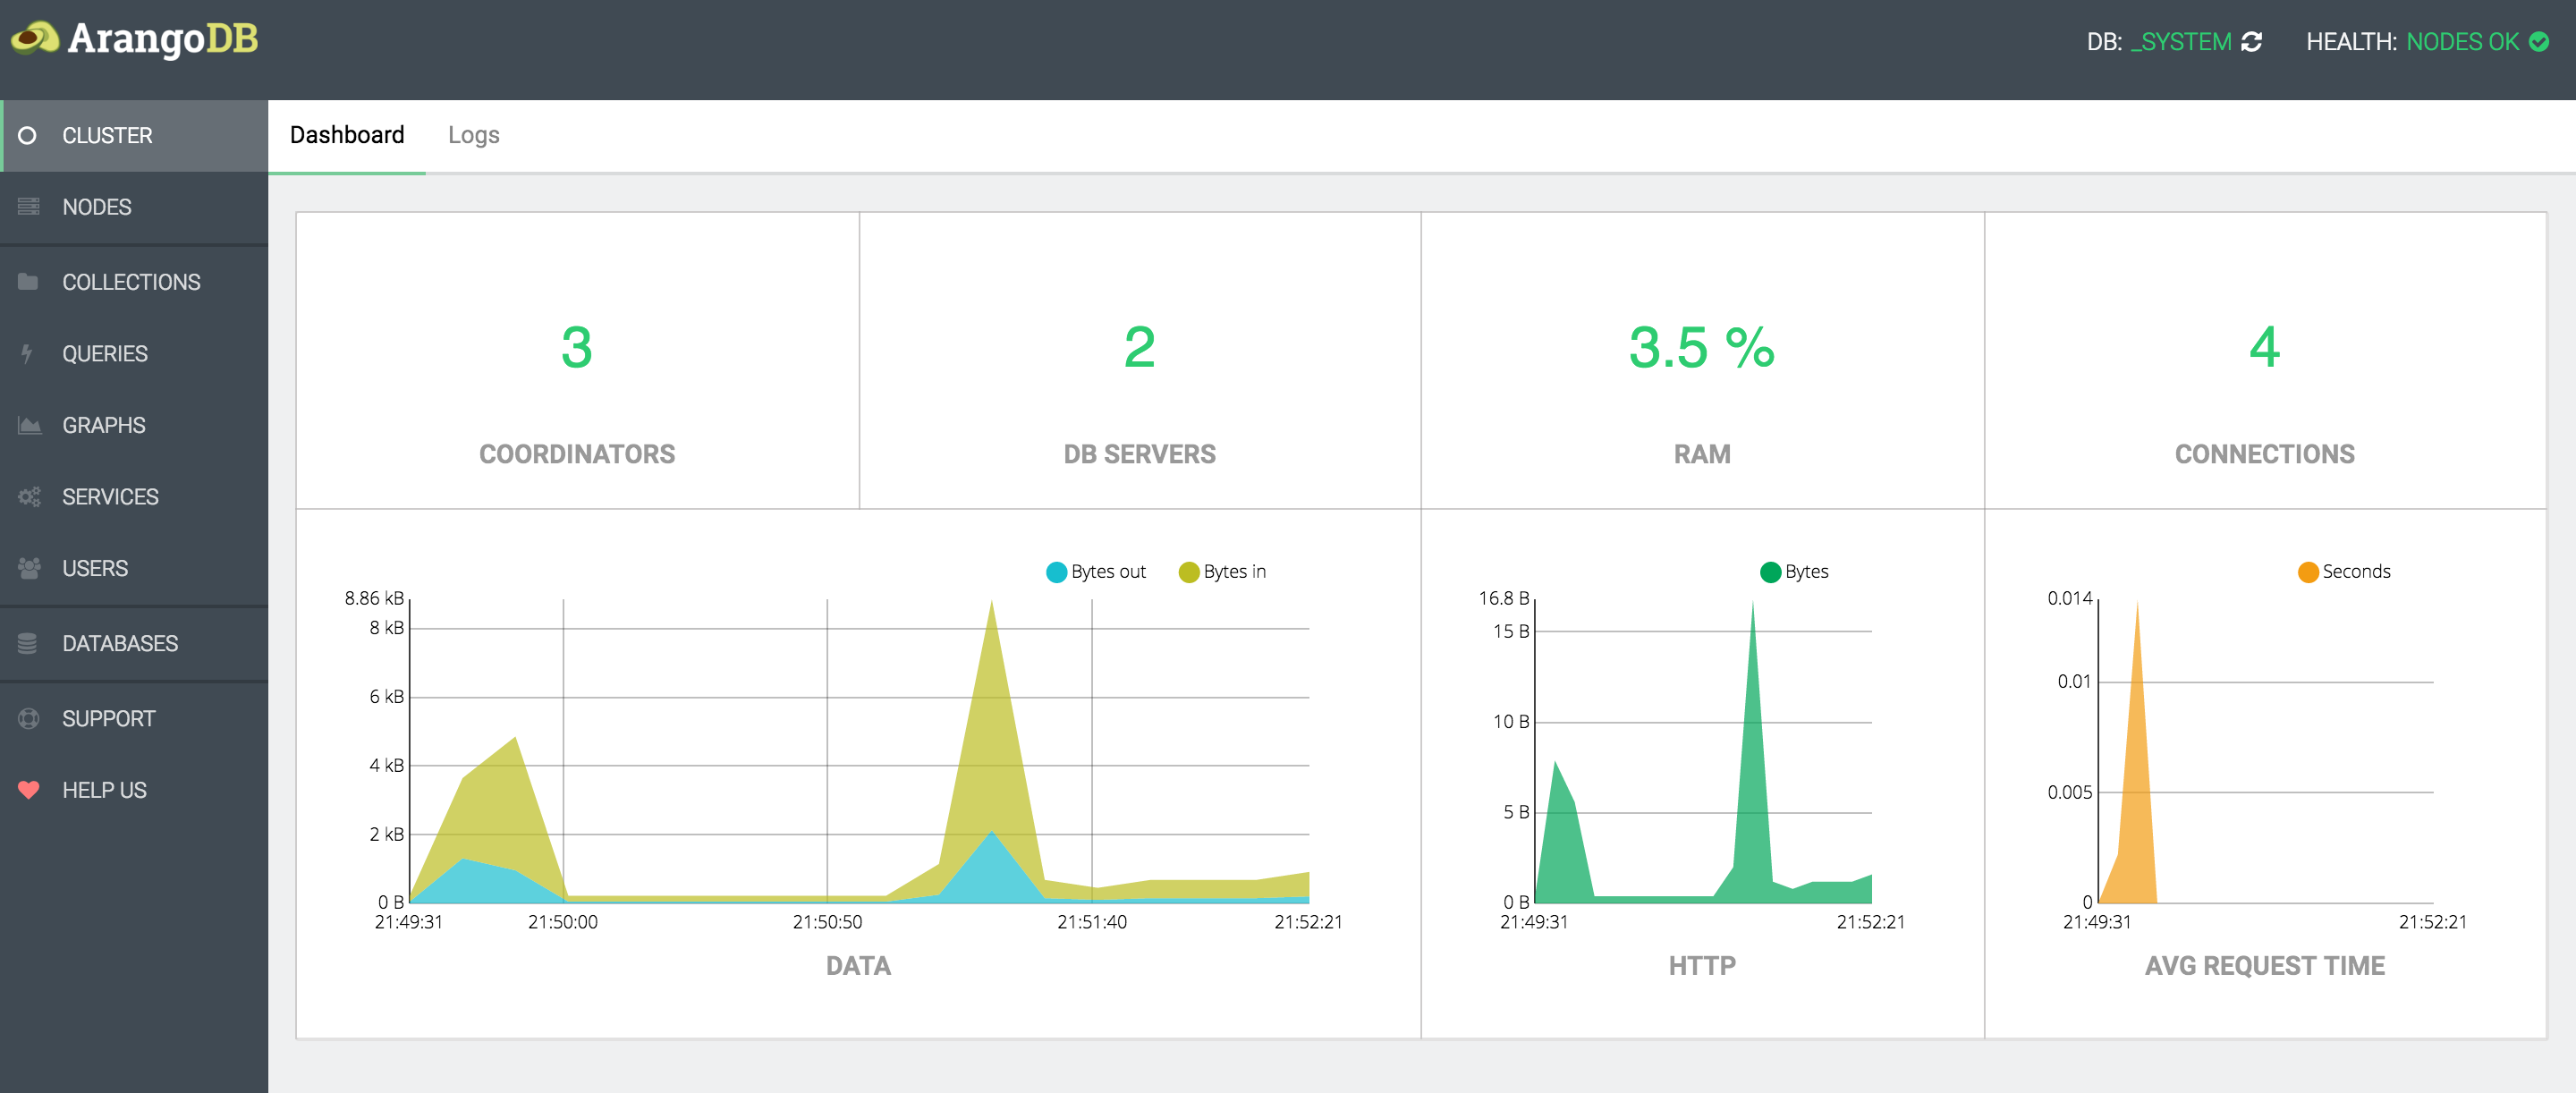 ArangoDB
DB: _SYSTEM HEALTH: NODES OK
CLUSTER
NODES
COLLECTIONS
QUERIES
GRAPHS
SERVICES
USERS
DATABASES
SUPPORT
HELP US
Dashboard Logs
3
COORDINATORS
2
DB SERVERS
3.5 %
RAM
4
CONNECTIONS
Bytes out Bytes in
8.86 kB
8 kB
6 kB
4 kB
2 kB
0 B
21:49:31 21:50:00 21:50:50 21:51:40 21:52:21
DATA
Bytes
16.8 B
15 B
10 B
5 B
0 B
21:49:31 21:52:21
HTTP
Seconds
0.014
0.01
0.005
0
21:49:31 21:52:21
AVG REQUEST TIME